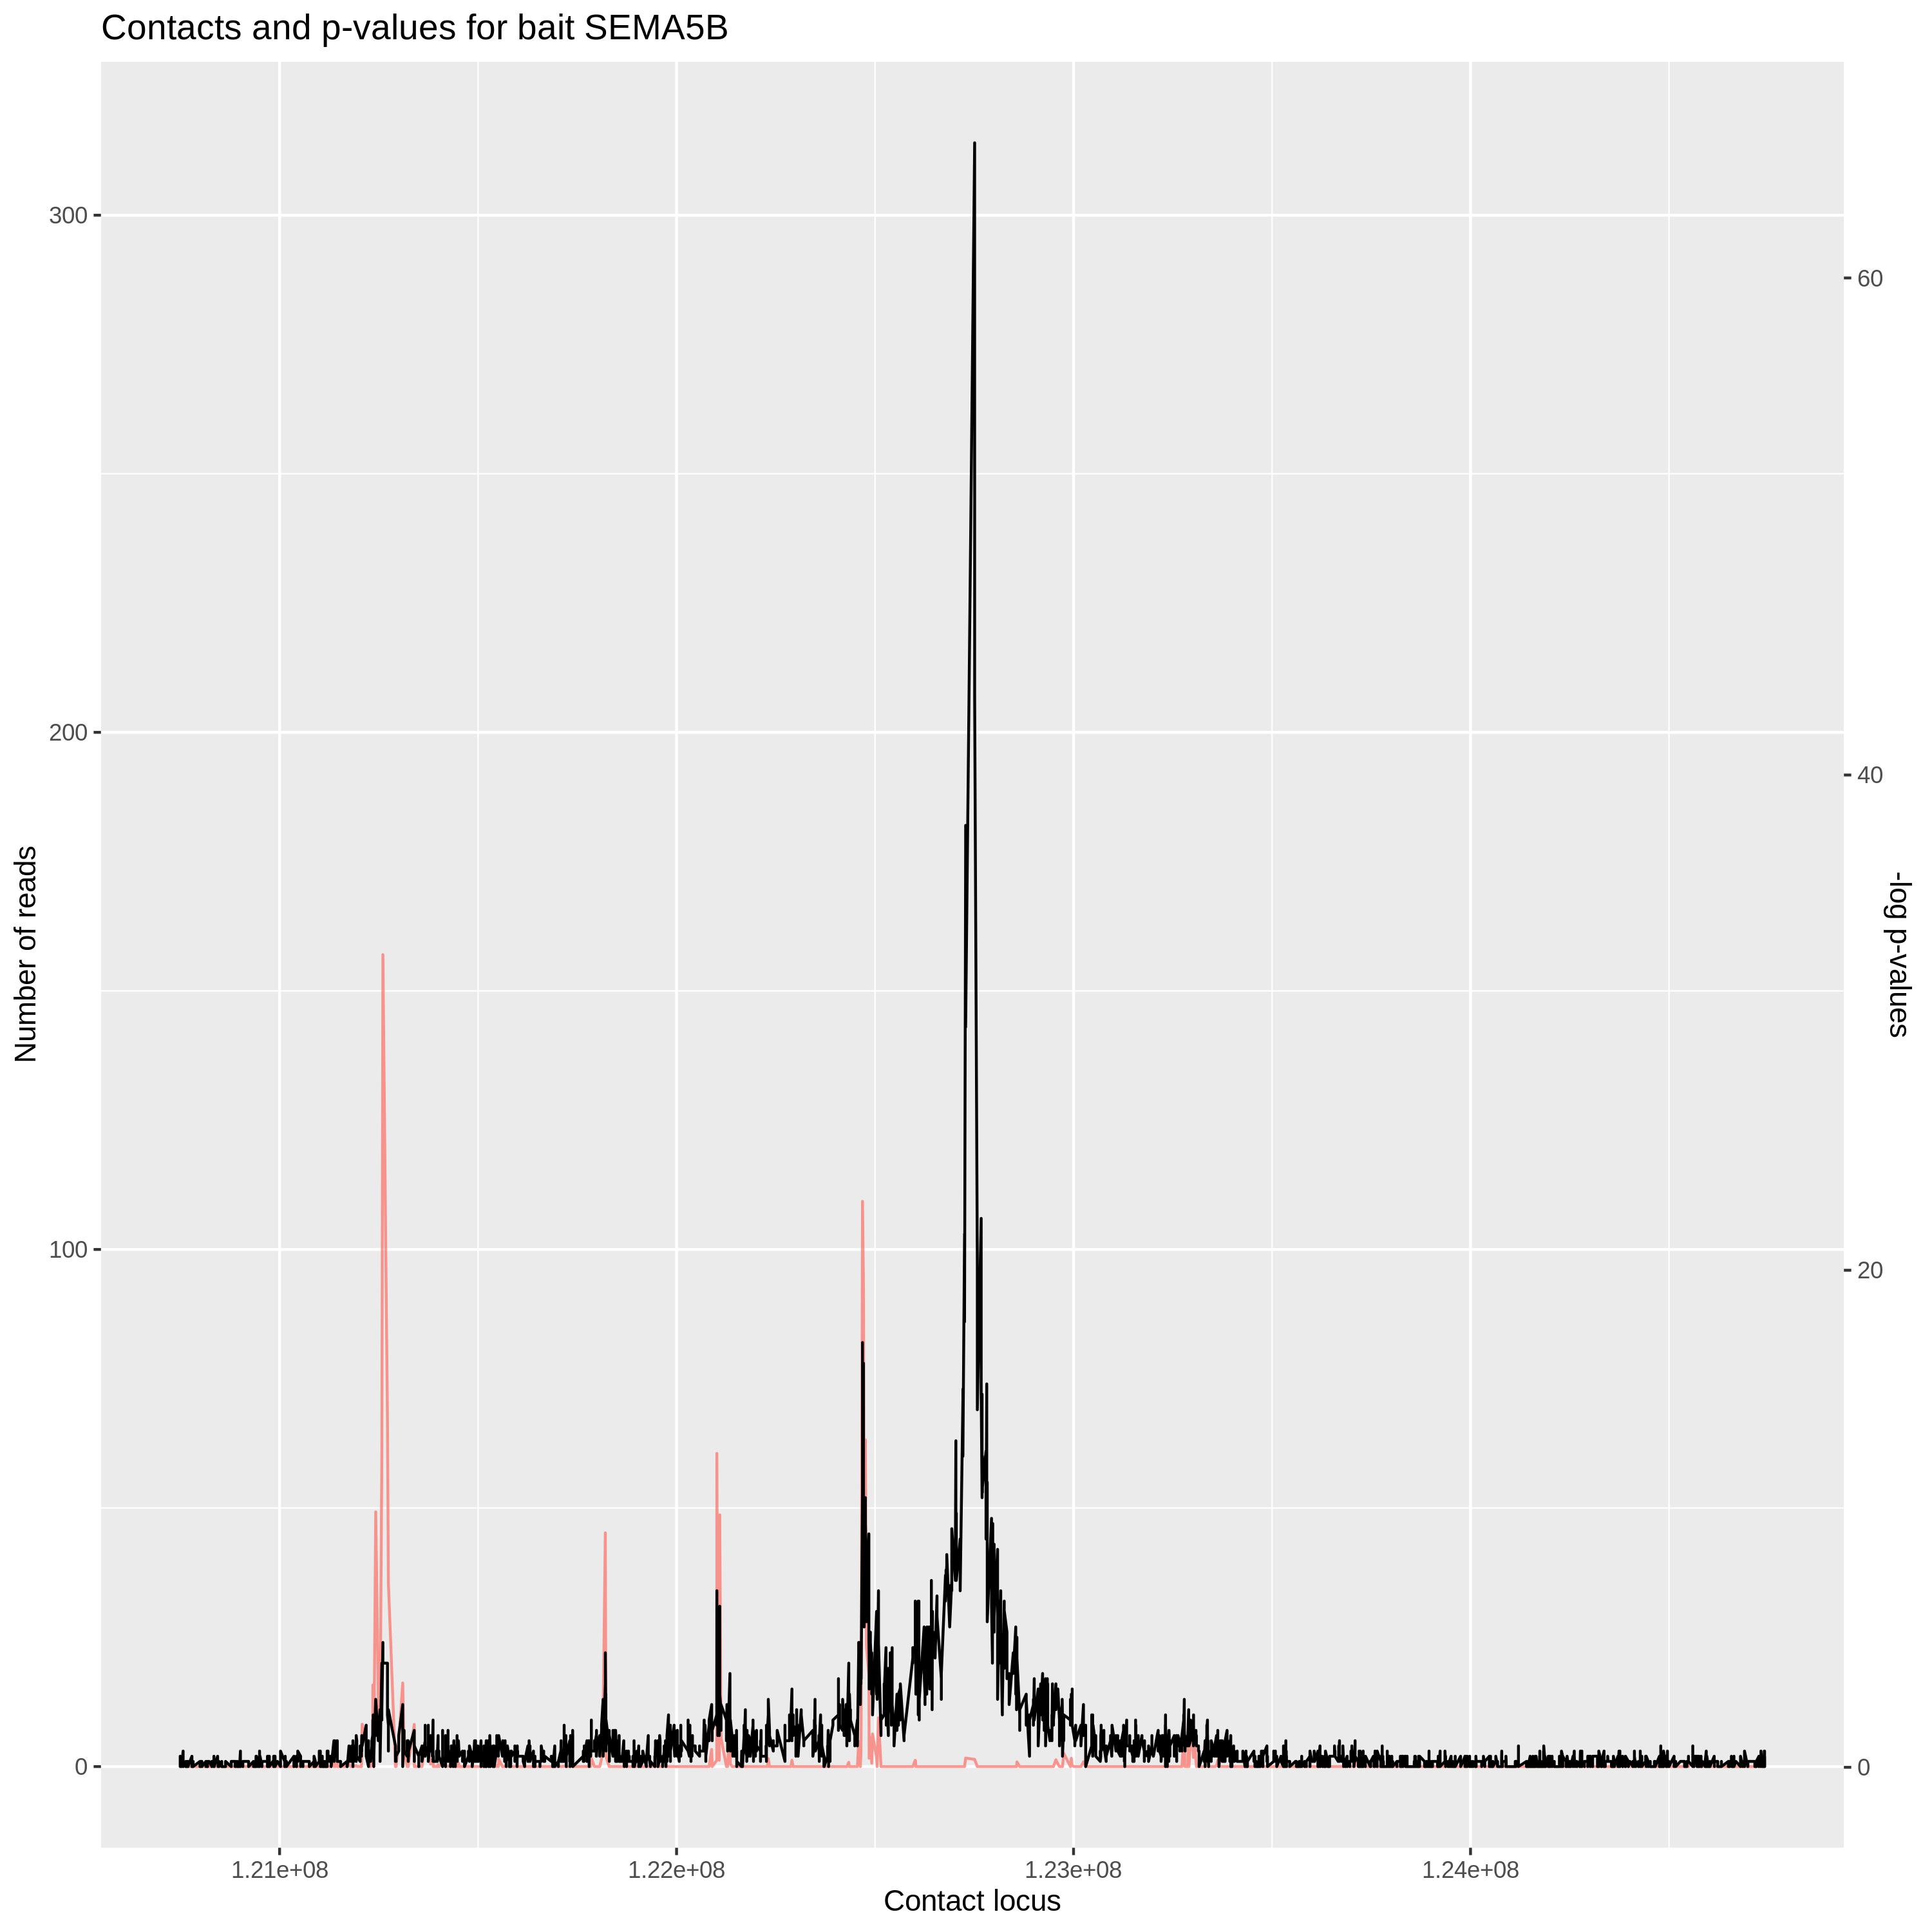 Contacts and p-values for bait SEMA5B
300
200
100
0
Number of reads
60
40
20
0
-log p-values
1.21e+08
1.22e+08
1.23e+08
1.24e+08
Contact locus